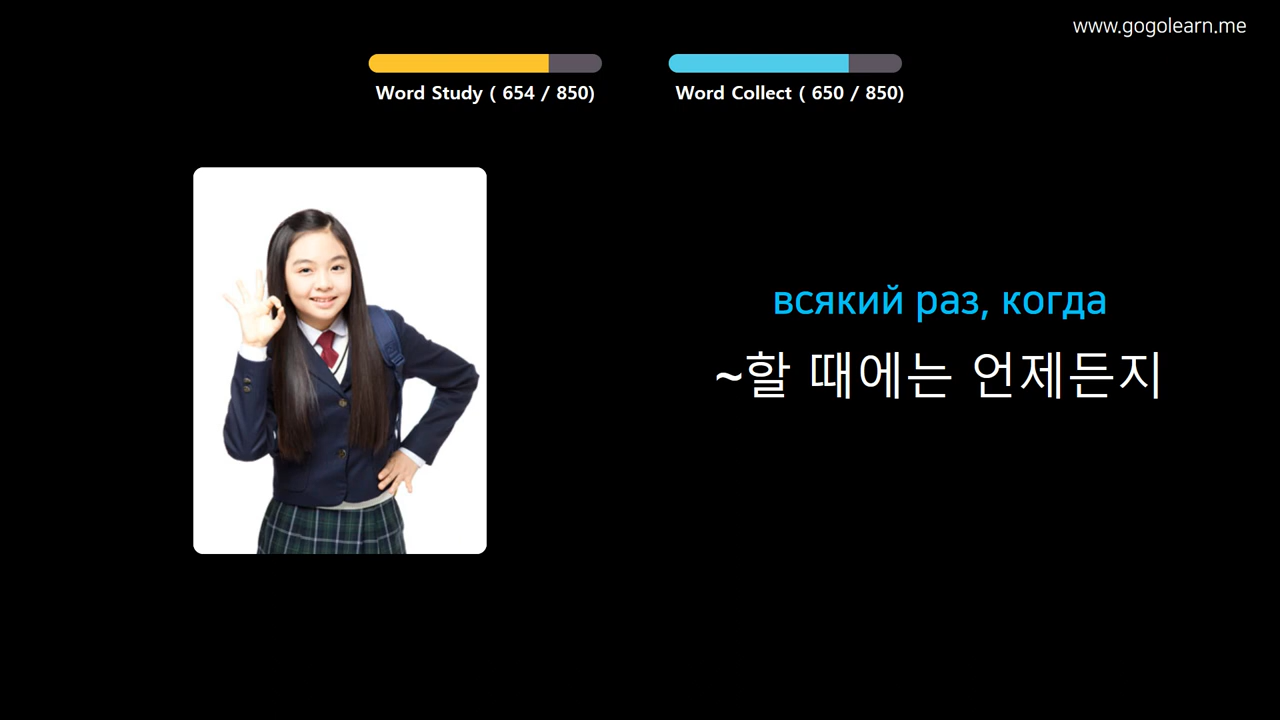 www.gogolearn.me
Word Study ( 654 / 850)
Word Collect ( 650 / 850)
всякий раз, когда
~할 때에는 언제든지